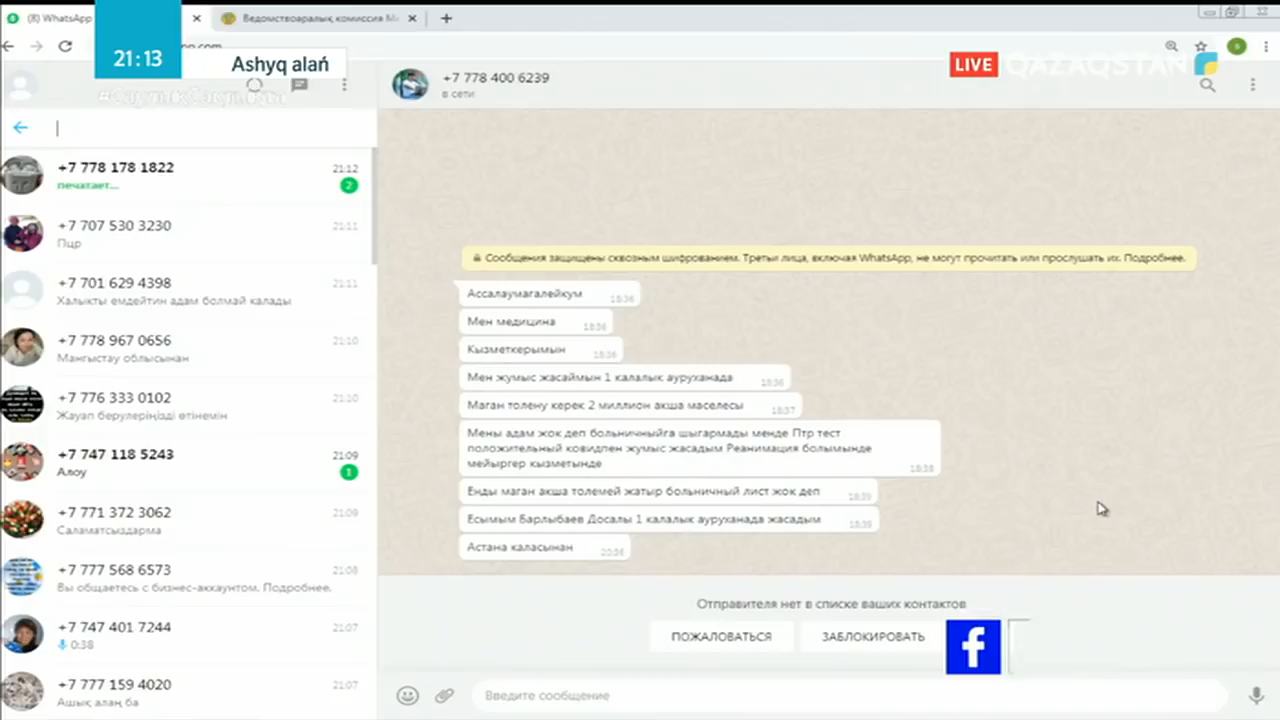 (8) WhatsApp
Ведомствоаралық комиссия М
21:13
Ashyq alań
LIVE
QAZAQSTAN
#СаулықСақтықта
+7 778 400 6239
в сети
+7 778 178 1822
21:12
печатает...
2
+7 707 530 3230
21:11
Пцр
+7 701 629 4398
21:11
Халыкты емдейтин адам болмай калады
+7 778 967 0656
21:10
Мангыстау облысынан
+7 776 333 0102
21:10
Жауап берулеріңізді өтінемін
+7 747 118 5243
21:09
Алоу
1
+7 771 372 3062
21:09
Саламатсыздарма
+7 777 568 6573
21:08
Вы общаетесь с бизнес-аккаунтом. Подробнее.
+7 747 401 7244
21:07
0:38
+7 777 159 4020
21:07
Ашық алаң ба
Сообщения защищены сквозным шифрованием. Третьи лица, включая WhatsApp, не могут прочитать или прослушать их. Подробнее.
Ассалаумагалейкум 18:36
Мен медицина 18:36
Кызметкерымын 18:36
Мен жумыс жасаймын 1 калалык ауруханада 18:36
Маган толену керек 2 миллион акша маселесы 18:37
Мены адам жок деп больничныйга шыгармады менде Птр тест
положительный ковидпен жумыс жасадым Реанимация болымынде
мейыргер кызметынде 18:38
Енды маган акша толемей жатыр больничный лист жок деп 18:39
Есымым Барлыбаев Досалы 1 калалык ауруханада жасадым 18:39
Астана каласынан
Отправителя нет в списке ваших контактов
ПОЖАЛОВАТЬСЯ
ЗАБЛОКИРОВАТЬ
f
Введите сообщение